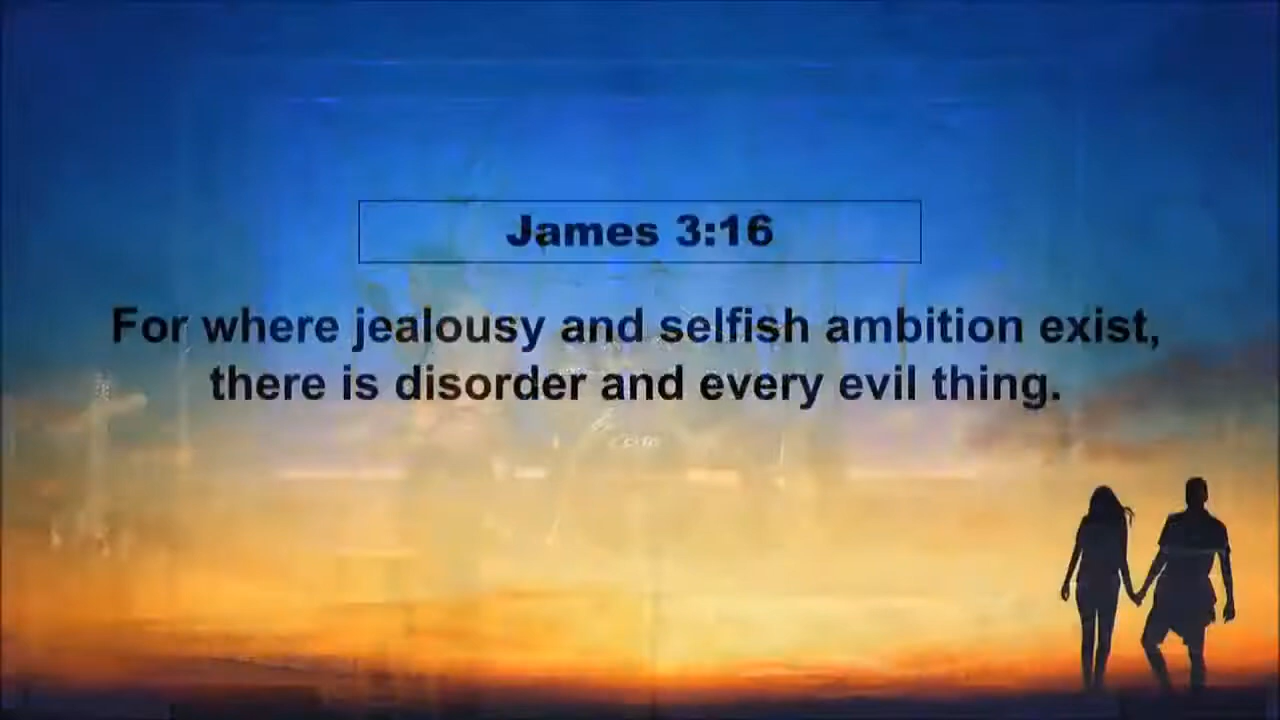 James 3:16
For where jealousy and selfish ambition exist,
there is disorder and every evil thing.